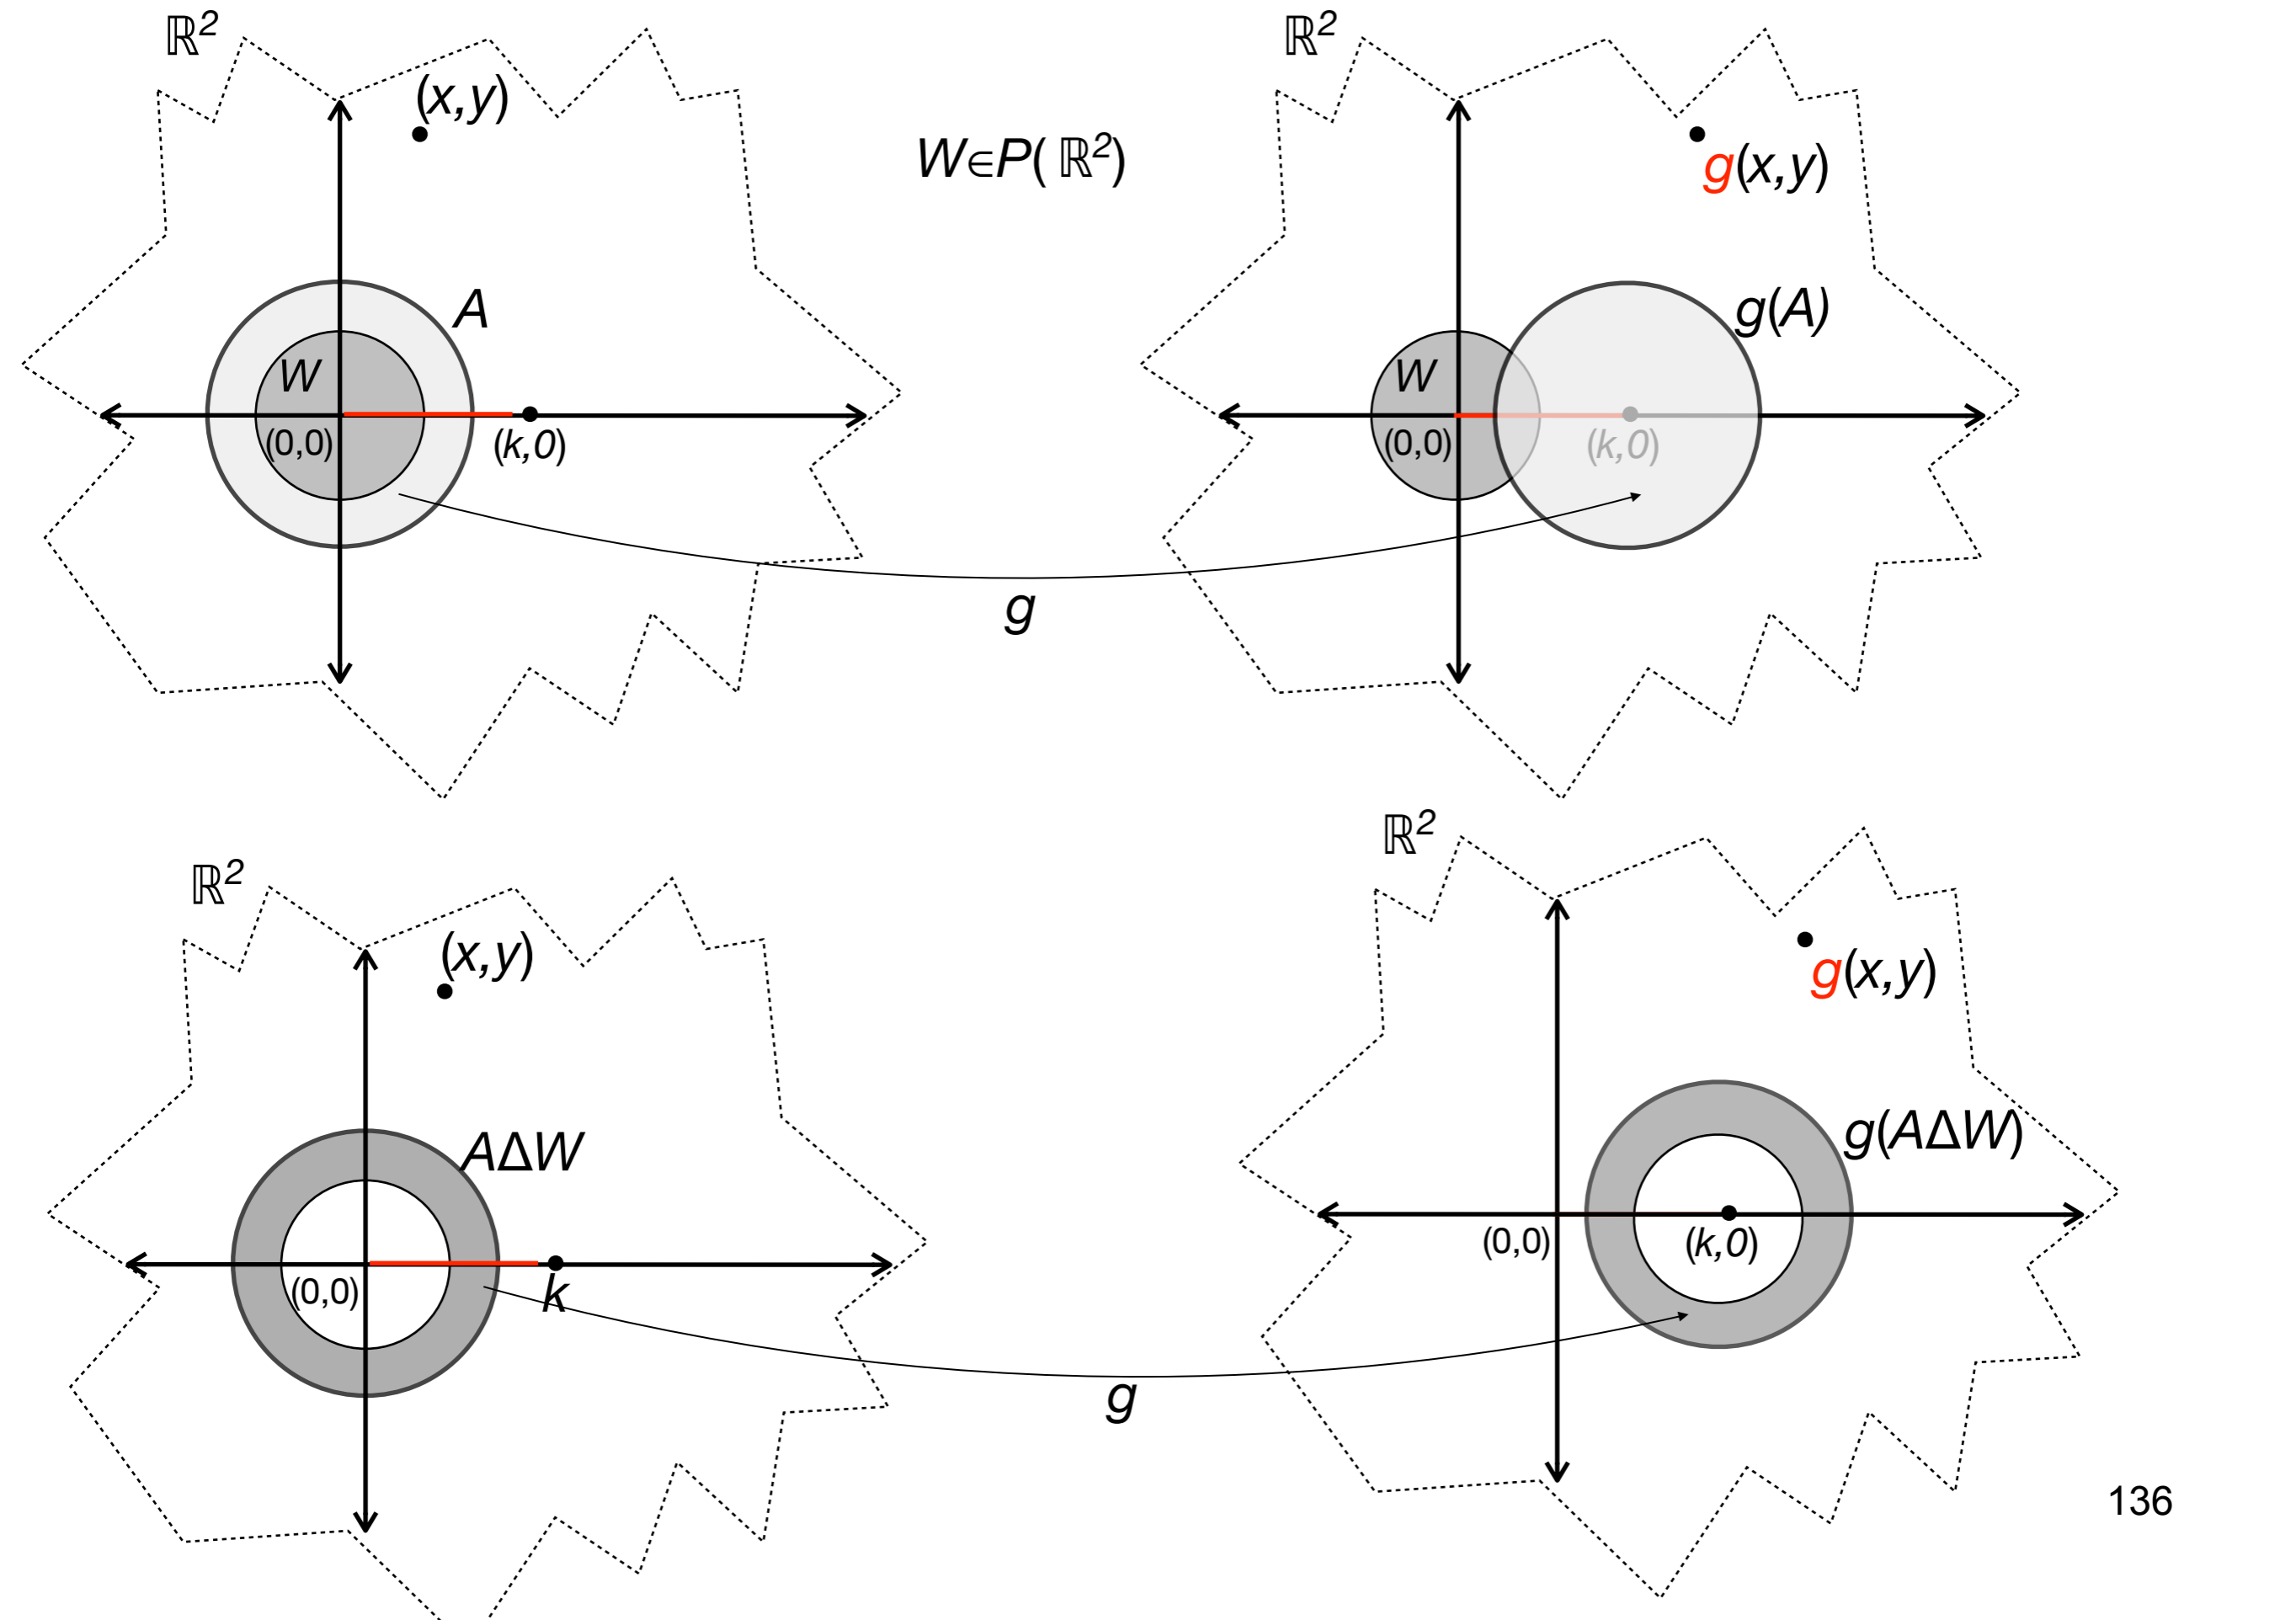 ℝ²
(x,y)
W∈P( ℝ²)
A
W
(0,0)
(k,0)
ℝ²
g(x,y)
g(A)
W
(0,0)
(k,0)
g
ℝ²
(x,y)
AΔW
(0,0)
k
ℝ²
g(x,y)
g(AΔW)
(0,0)
(k,0)
g
136